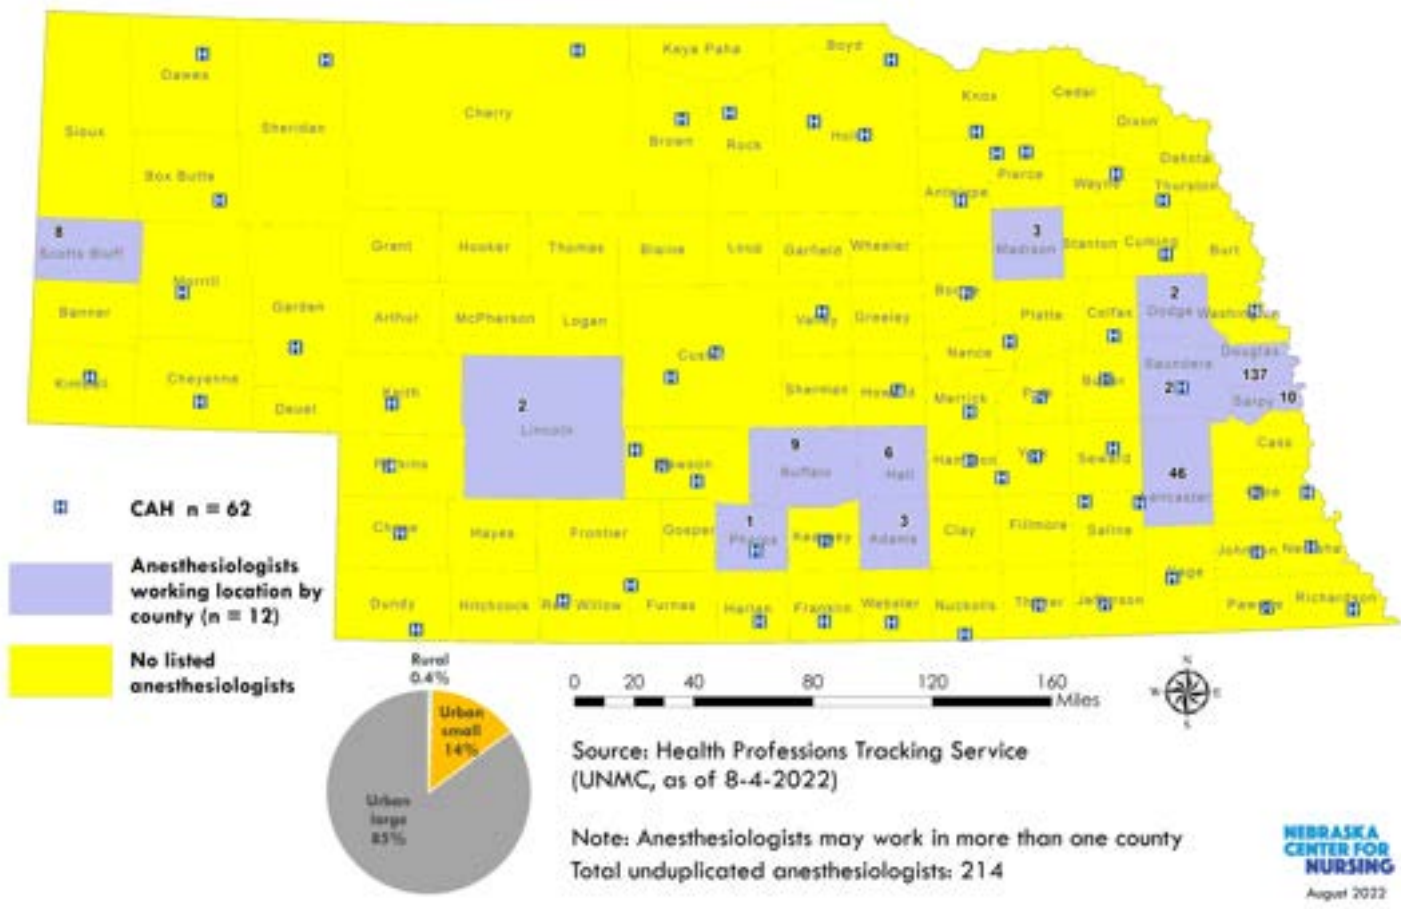 Keya Paha
Boyd
Dawes
Knox
Cedar
Cherry
Sioux
Sheridan
Dixon
Brown
Rock
Holt
Dakota
Box Butte
Pierce
Wayne
Thurston
Antelope
8
Scotts Bluff
3
Madison
Stanton
Cuming
Burt
Grant
Hooker
Thomas
Blaine
Loup
Garfield
Wheeler
Morrill
Garden
Banner
Arthur
McPherson
Logan
Valley
Greeley
Boone
Platte
Colfax
2
Dodge
Washington
Nance
Custer
Saunders
2
Douglas
137
Sarpy 10
Kimball
Cheyenne
Deuel
Keith
2
Lincoln
Sherman
Howard
Merrick
Polk
Butler
Cass
Perkins
Dawson
9
Buffalo
6
Hall
Hamilton
York
Seward
46
Lancaster
Otoe
Chase
Hayes
Frontier
Gosper
1
Phelps
Kearney
3
Adams
Clay
Fillmore
Saline
Johnson
Nemaha
Gage
Dundy
Hitchcock
Red Willow
Furnas
Harlan
Franklin
Webster
Nuckolls
Thayer
Jefferson
Pawnee
Richardson
H CAH n = 62
Anesthesiologists
working location by
county (n = 12)
No listed
anesthesiologists
Rural
0.4%
Urban
small
14%
Urban
large
85%
0 20 40 80 120 160
Miles
N
W E
S
Source: Health Professions Tracking Service
(UNMC, as of 8-4-2022)
Note: Anesthesiologists may work in more than one county
Total unduplicated anesthesiologists: 214
NEBRASKA
CENTER FOR
NURSING
August 2022